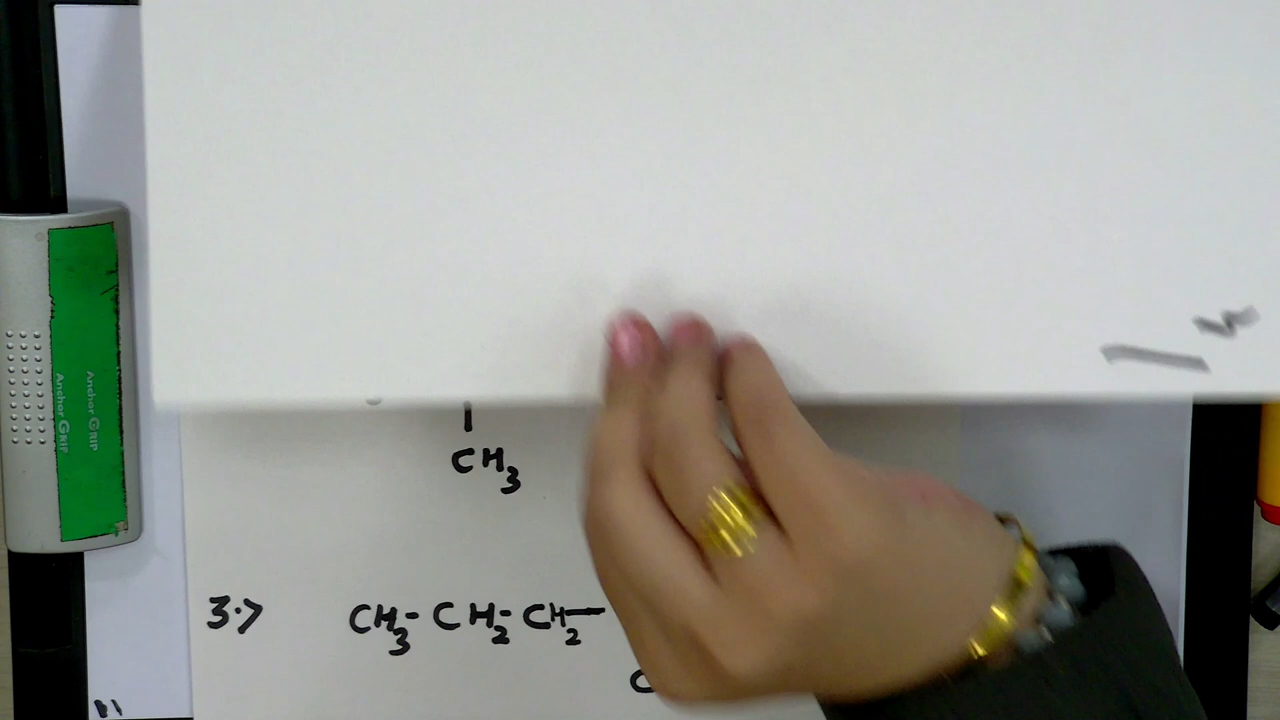 Anchor GRIP
Anchor GRIP
|
CH3
3.> CH3-CH2-CH2—
C